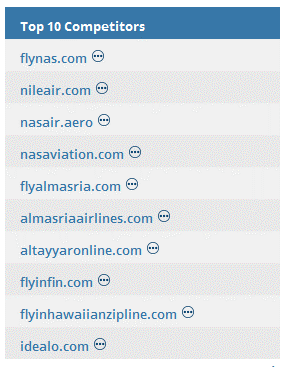 Top 10 Competitors
flynas.com
nileair.com
nasair.aero
nasaviation.com
flyalmasria.com
almasriaairlines.com
altayyaronline.com
flyinfin.com
flyinhawaiianzipline.com
idealo.com